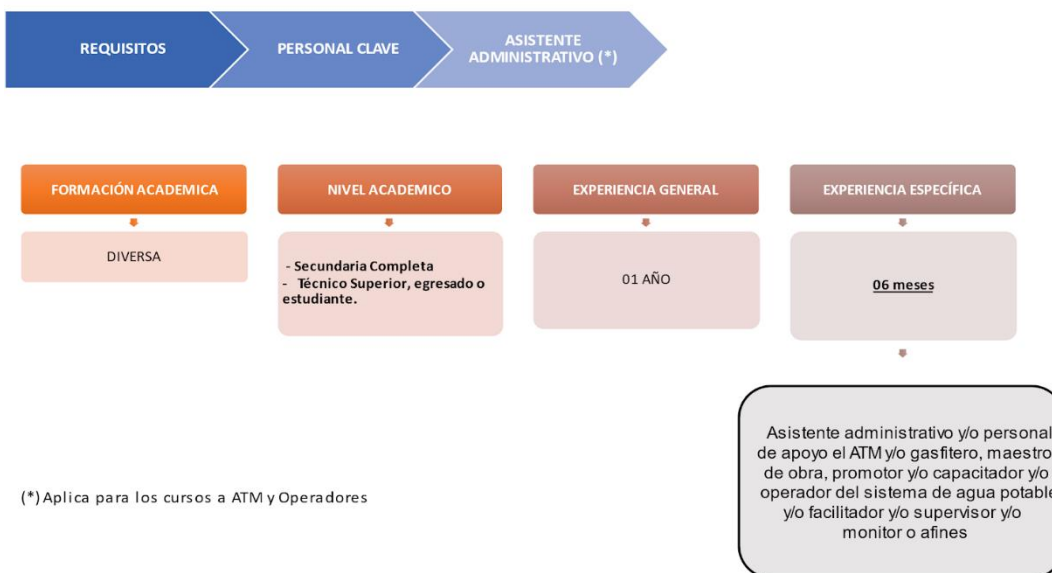 REQUISITOS
PERSONAL CLAVE
ASISTENTE
ADMINISTRATIVO (*)
FORMACIÓN ACADEMICA
DIVERSA
NIVEL ACADEMICO
- Secundaria Completa
- Técnico Superior, egresado o
estudiante.
EXPERIENCIA GENERAL
01 AÑO
EXPERIENCIA ESPECÍFICA
06 meses
Asistente administrativo y/o personal
de apoyo el ATM y/o gasfitero, maestro
de obra, promotor y/o capacitador y/o
operador del sistema de agua potable
y/o facilitador y/o supervisor y/o
monitor o afines
(*) Aplica para los cursos a ATM y Operadores